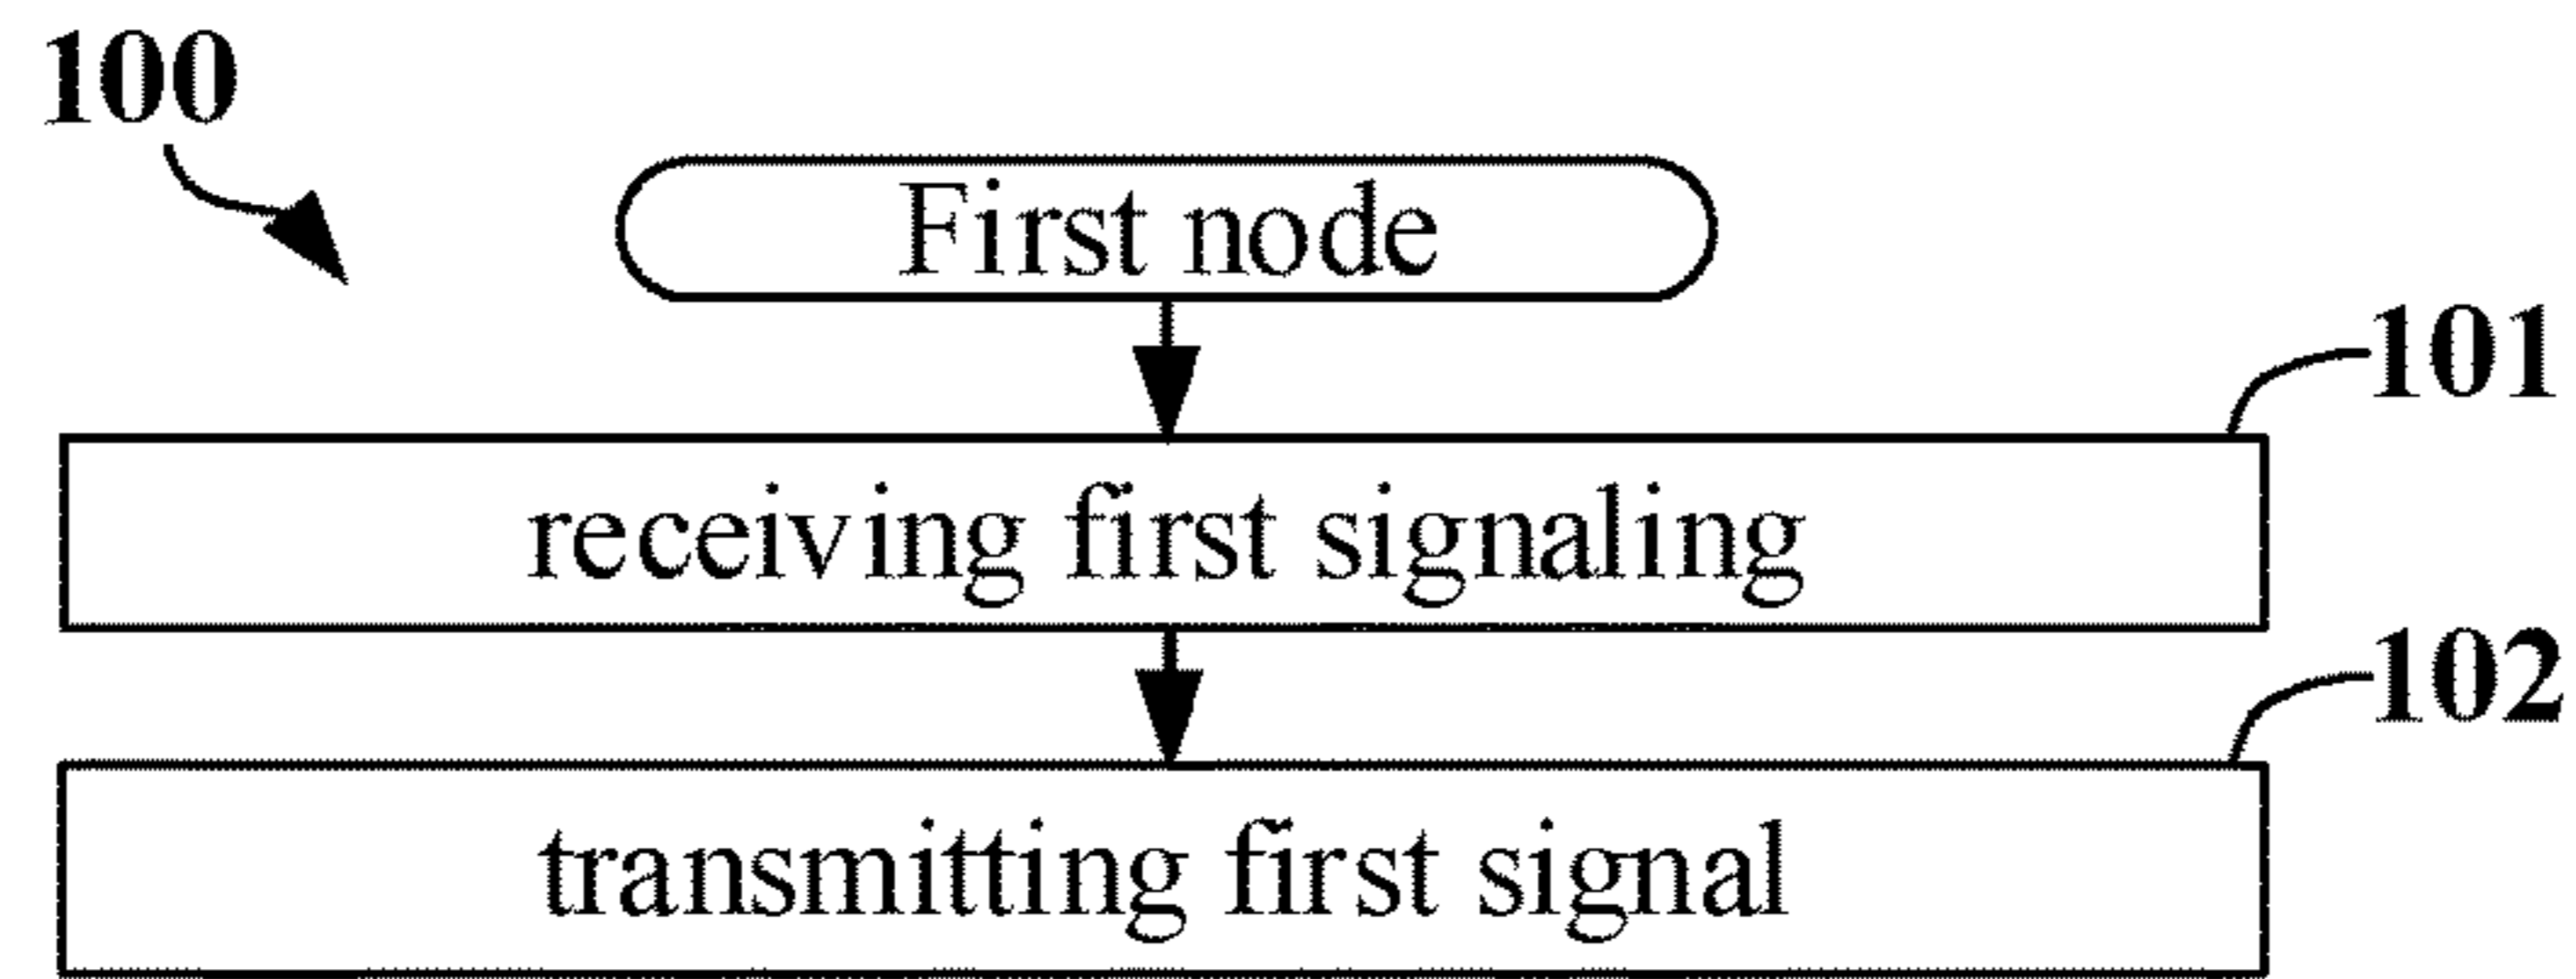 100
First node
101
receiving first signaling
102
transmitting first signal